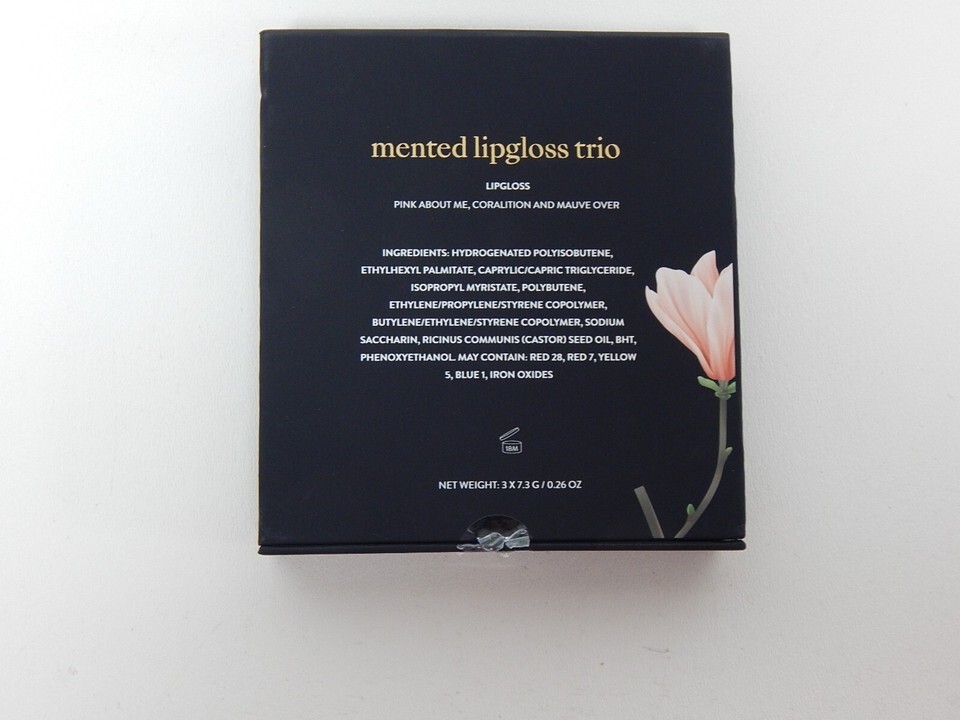 mented lipgloss trio
LIPGLOSS
PINK ABOUT ME, CORALITION AND MAUVE OVER
INGREDIENTS: HYDROGENATED POLYISOBUTENE,
ETHYLHEXYL PALMITATE, CAPRYLIC/CAPRIC TRIGLYCERIDE,
ISOPROPYL MYRISTATE, POLYBUTENE,
ETHYLENE/PROPYLENE/STYRENE COPOLYMER,
BUTYLENE/ETHYLENE/STYRENE COPOLYMER, SODIUM
SACCHARIN, RICINUS COMMUNIS (CASTOR) SEED OIL, BHT,
PHENOXYETHANOL. MAY CONTAIN: RED 28, RED 7, YELLOW
5, BLUE 1, IRON OXIDES
18M
NET WEIGHT: 3 X 7.3 G / 0.26 OZ